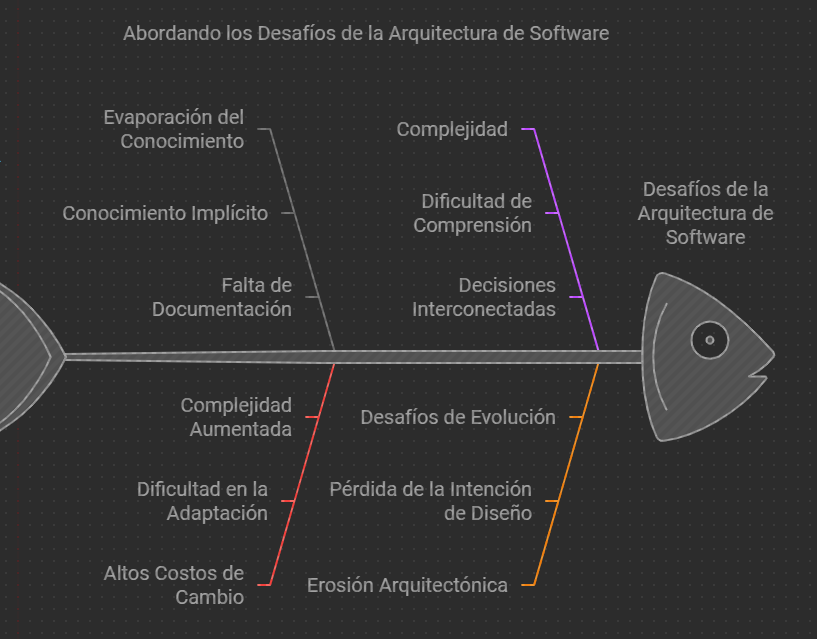 Abordando los Desafíos de la Arquitectura de Software
Evaporación del
Conocimiento
Conocimiento Implícito
Falta de
Documentación
Complejidad
Dificultad de
Comprensión
Decisiones
Interconectadas
Desafíos de la
Arquitectura de
Software
Complejidad
Aumentada
Dificultad en la
Adaptación
Altos Costos de
Cambio
Desafíos de Evolución
Pérdida de la Intención
de Diseño
Erosión Arquitectónica